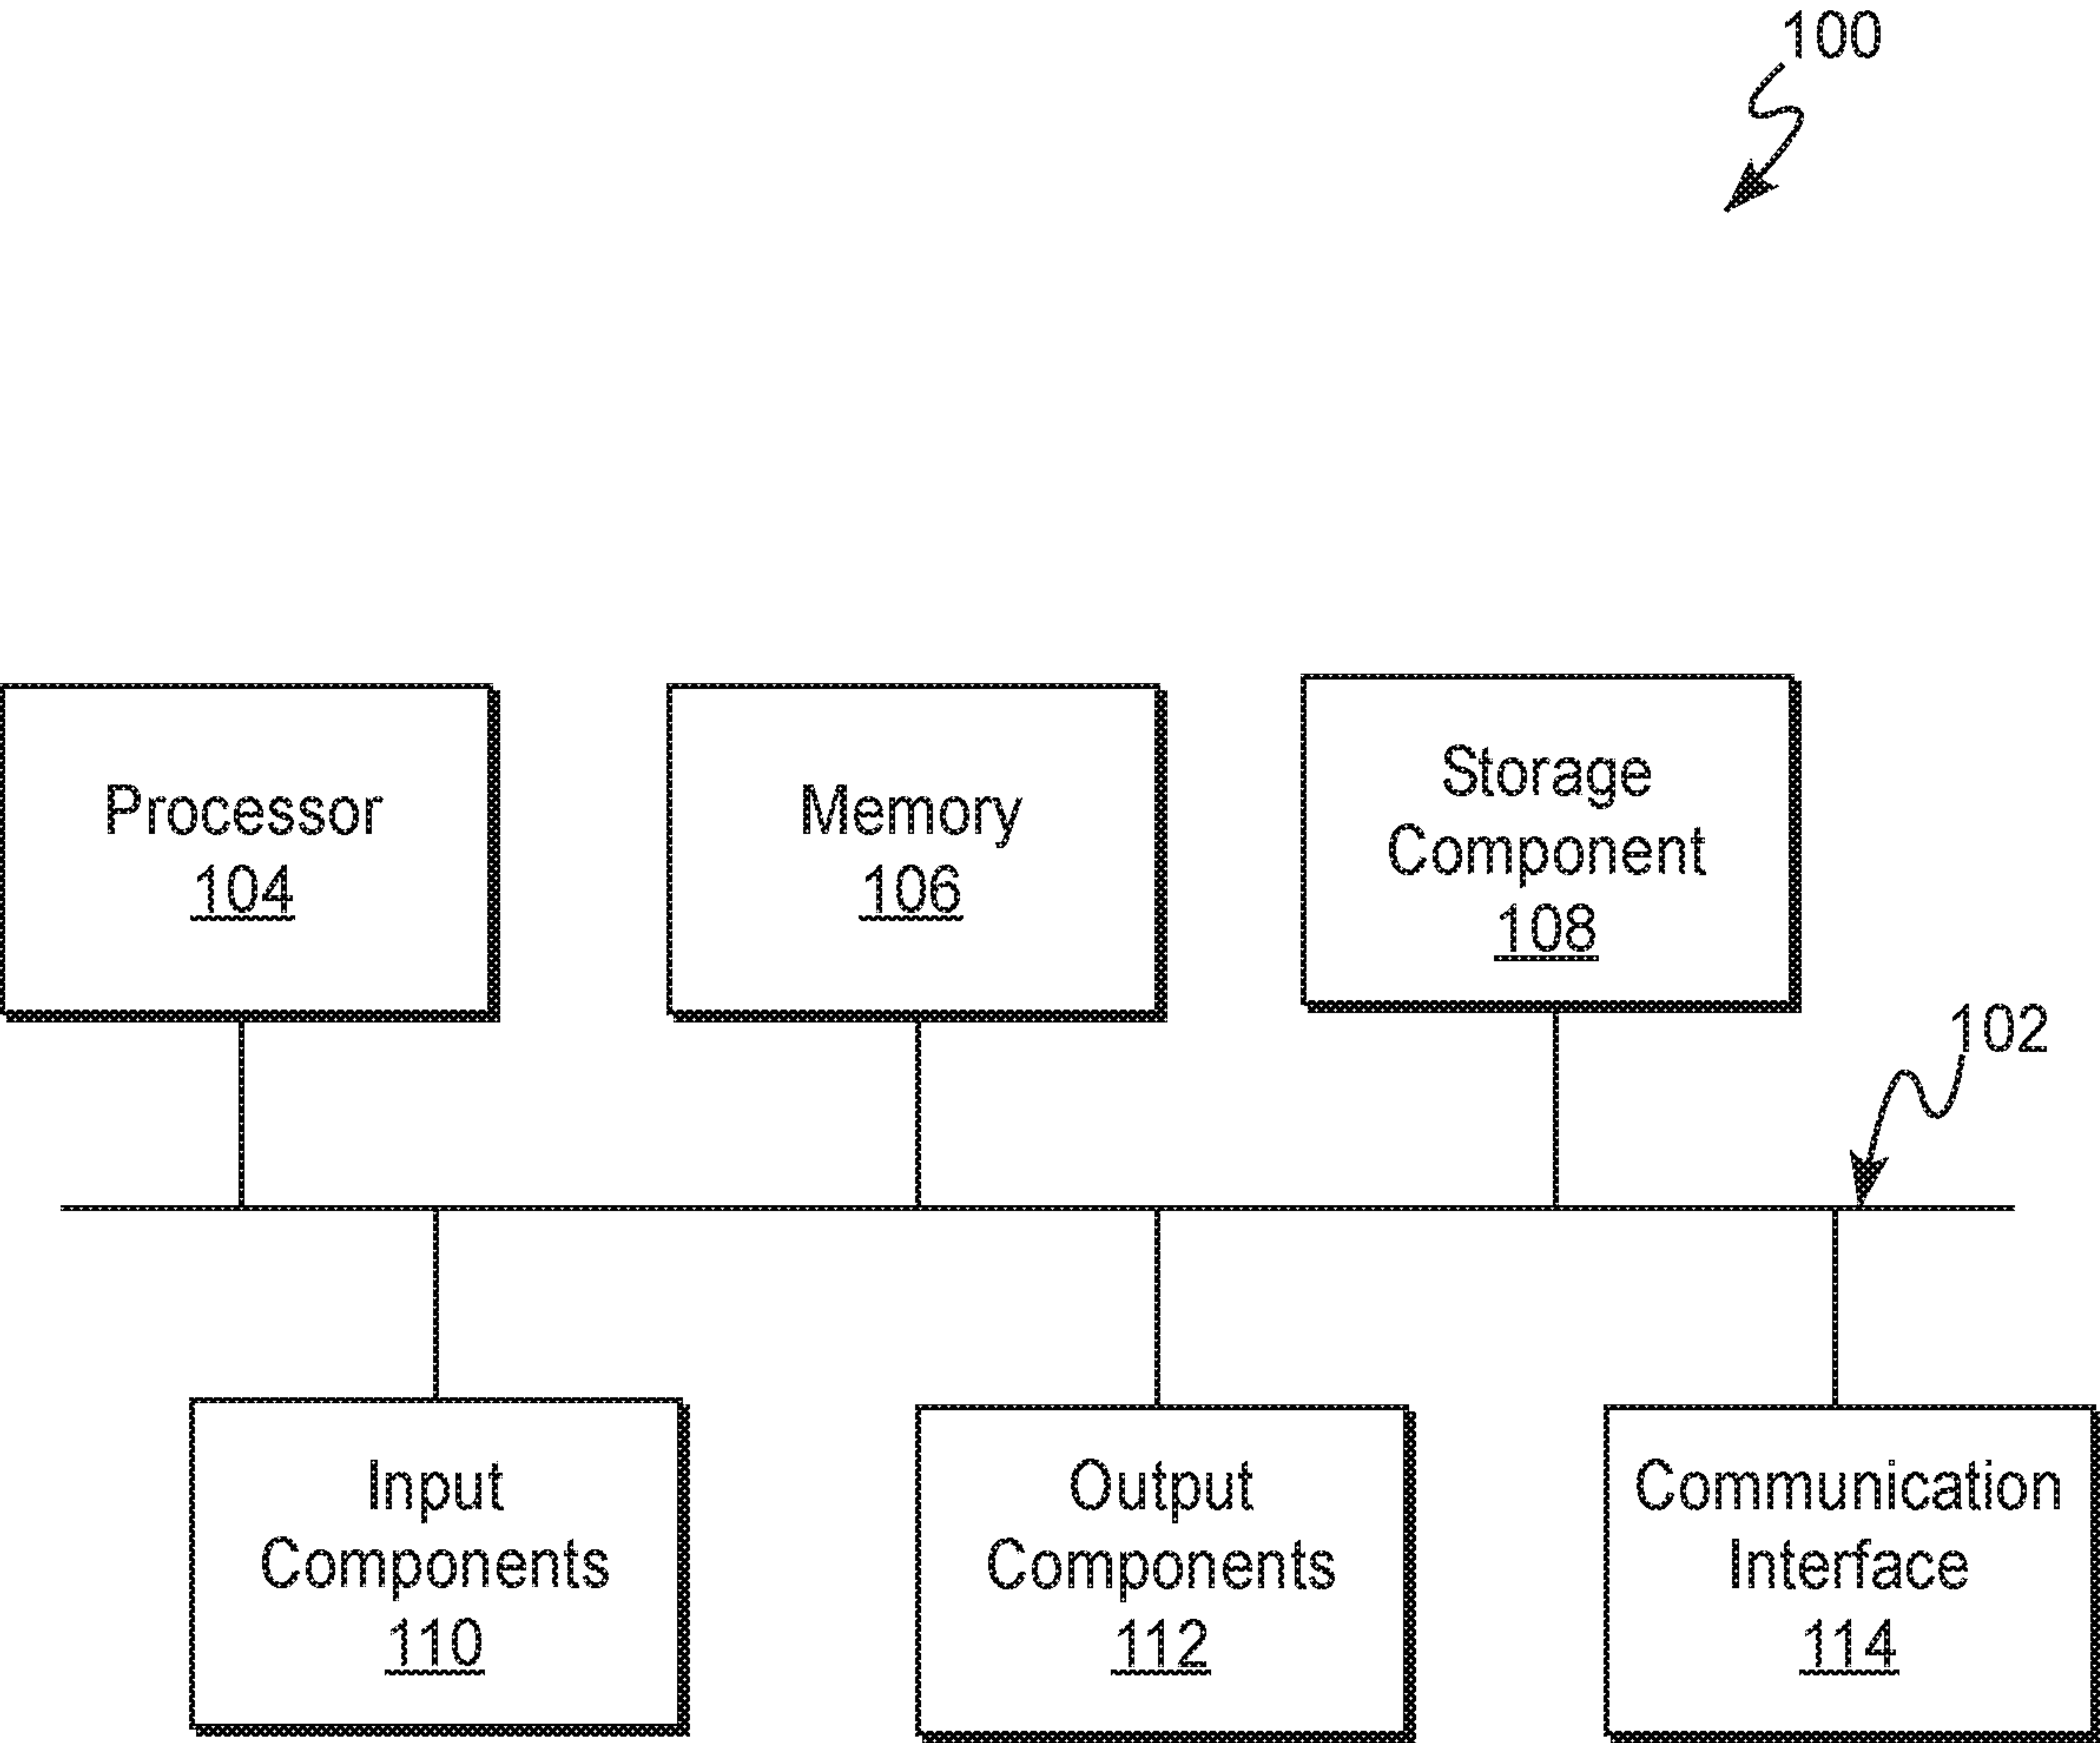 100
Processor
104
Memory
106
Storage
Component
108
102
Input
Components
110
Output
Components
112
Communication
Interface
114